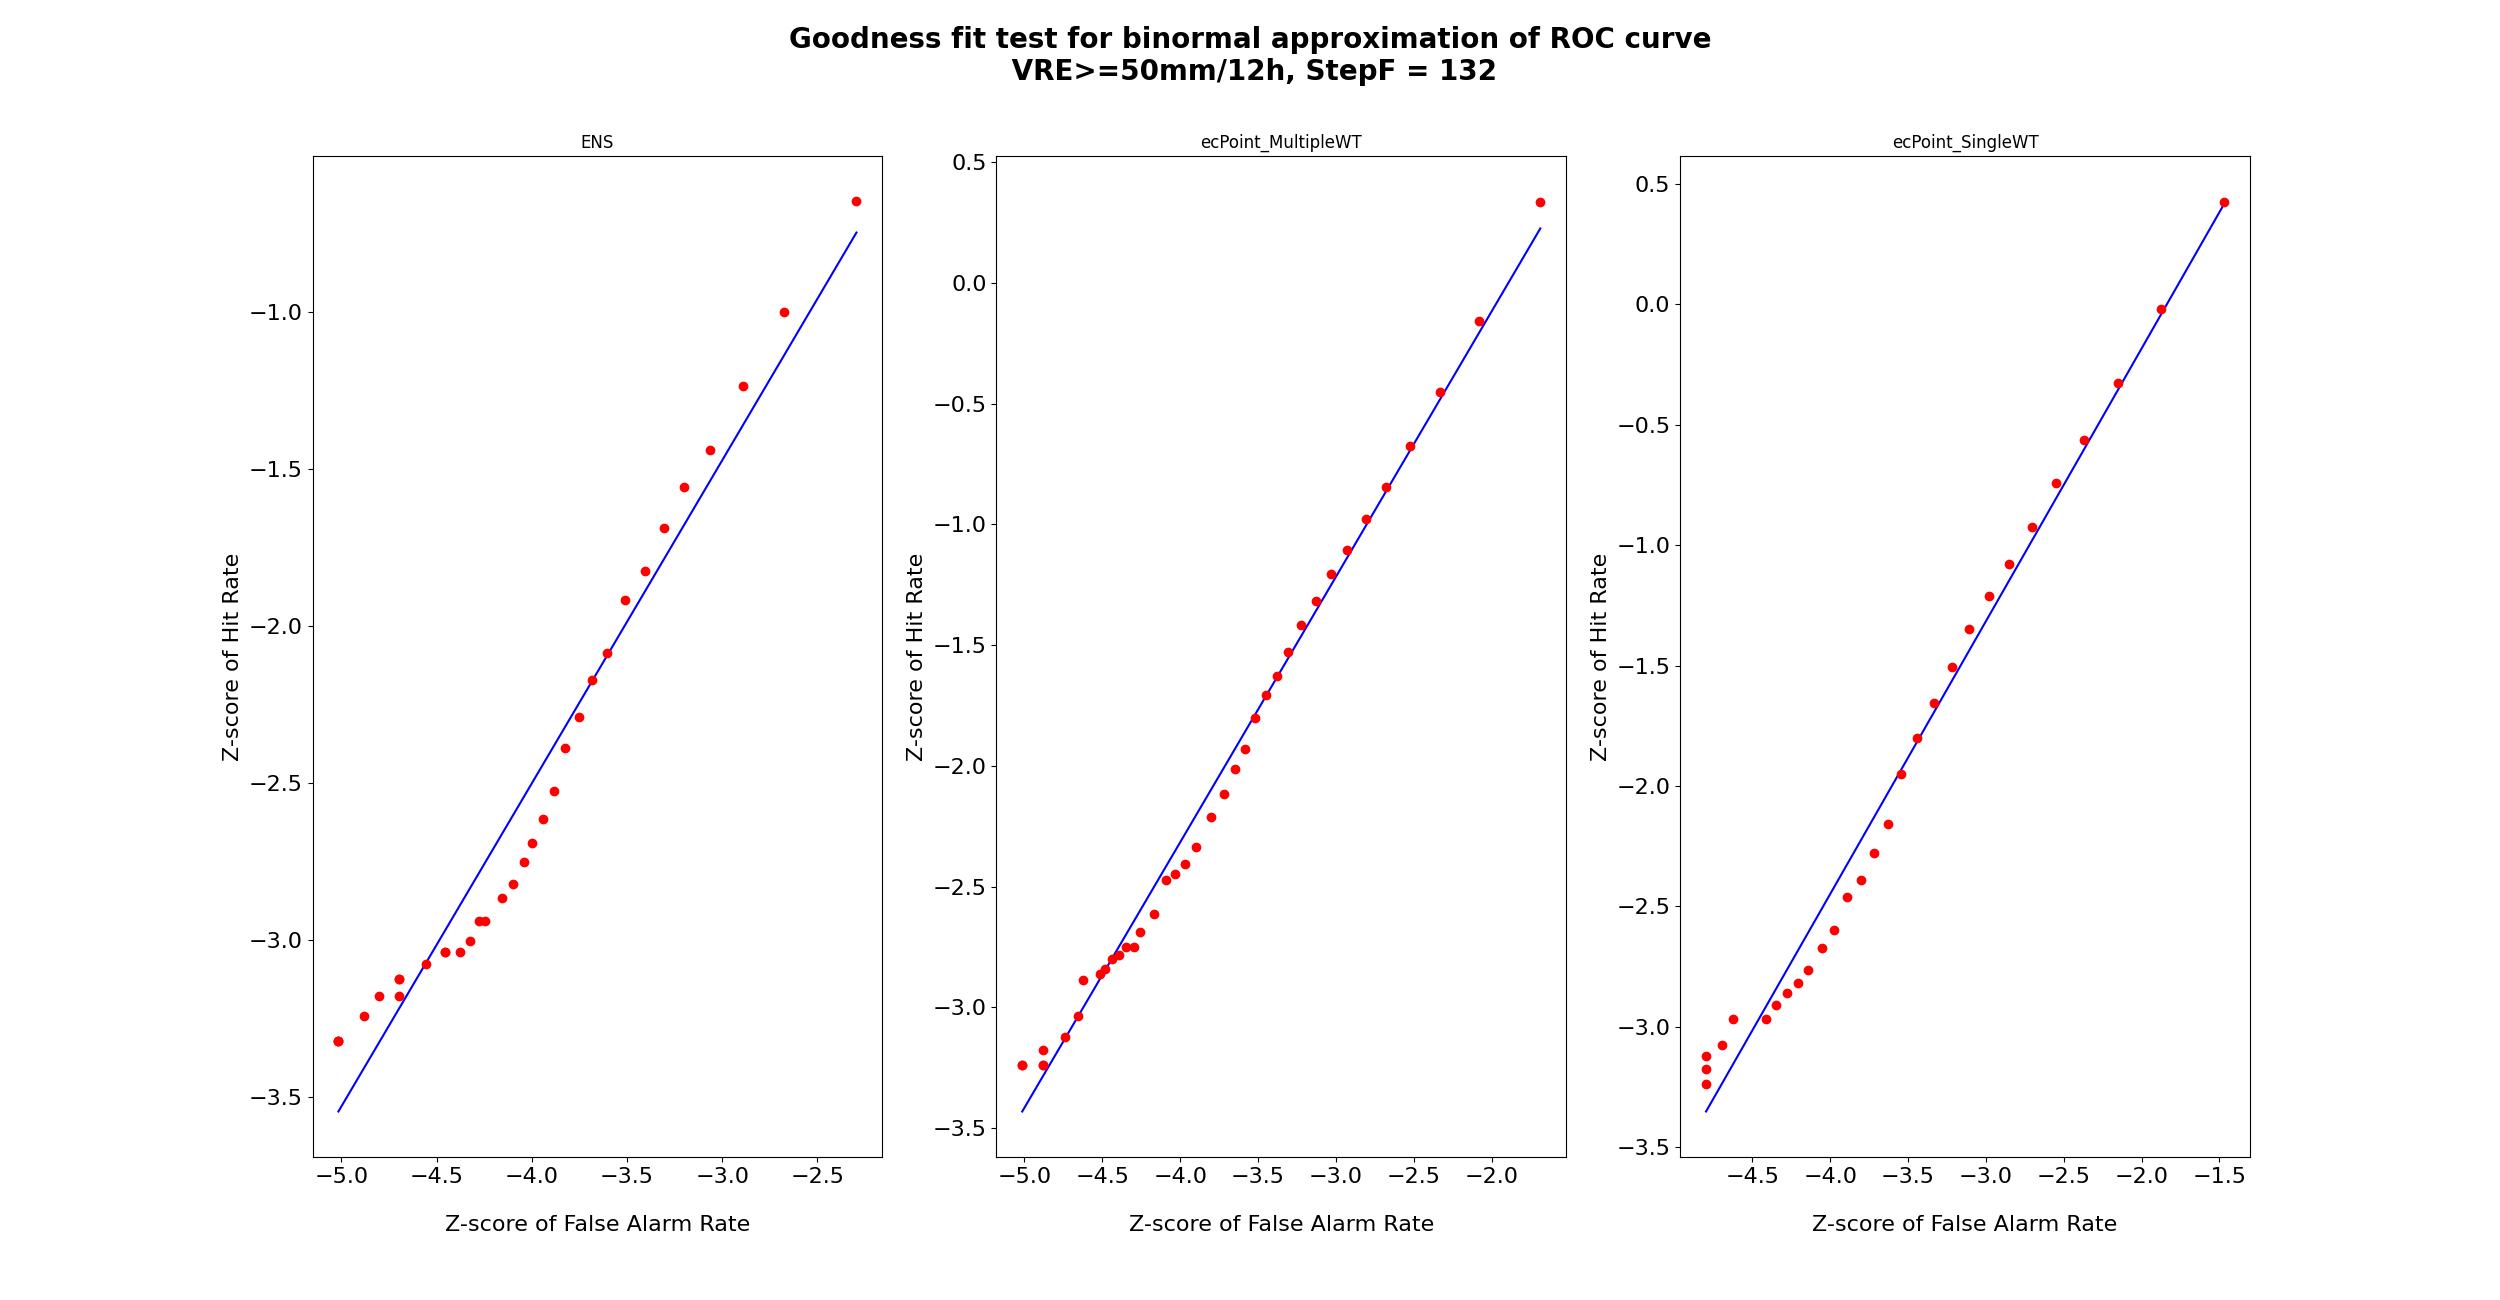 Goodness fit test for binormal approximation of ROC curve
VRE>=50mm/12h, StepF = 132
ENS
−1.0
−1.5
−2.0
−2.5
−3.0
−3.5
Z-score of Hit Rate
−5.0 −4.5 −4.0 −3.5 −3.0 −2.5
Z-score of False Alarm Rate
ecPoint_MultipleWT
0.5
0.0
−0.5
−1.0
−1.5
−2.0
−2.5
−3.0
−3.5
Z-score of Hit Rate
−5.0 −4.5 −4.0 −3.5 −3.0 −2.5 −2.0
Z-score of False Alarm Rate
ecPoint_SingleWT
0.5
0.0
−0.5
−1.0
−1.5
−2.0
−2.5
−3.0
−3.5
Z-score of Hit Rate
−4.5 −4.0 −3.5 −3.0 −2.5 −2.0 −1.5
Z-score of False Alarm Rate